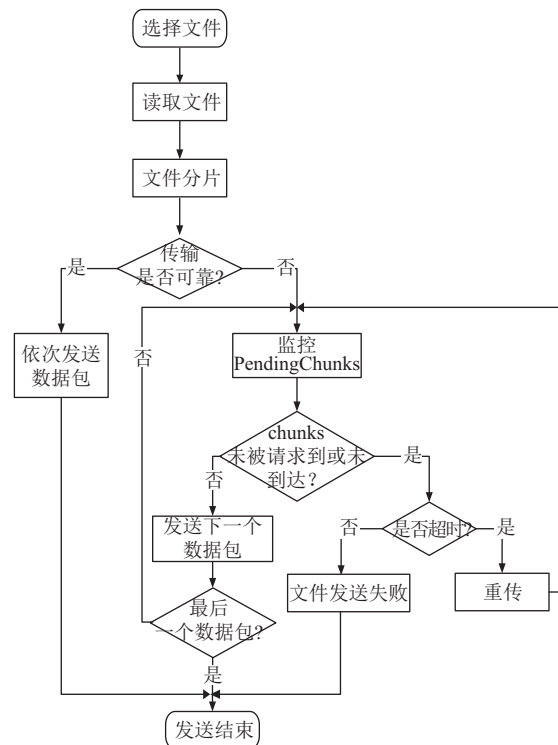 选择文件
读取文件
文件分片
传输
是否可靠?
是
否
依次发送
数据包
否
监控
PendingChunks
chunks
未被请求到或未
到达?
否
是
发送下一个
数据包
否
是否超时?
是
文件发送失败
重传
最后
一个数据包?
是
发送结束